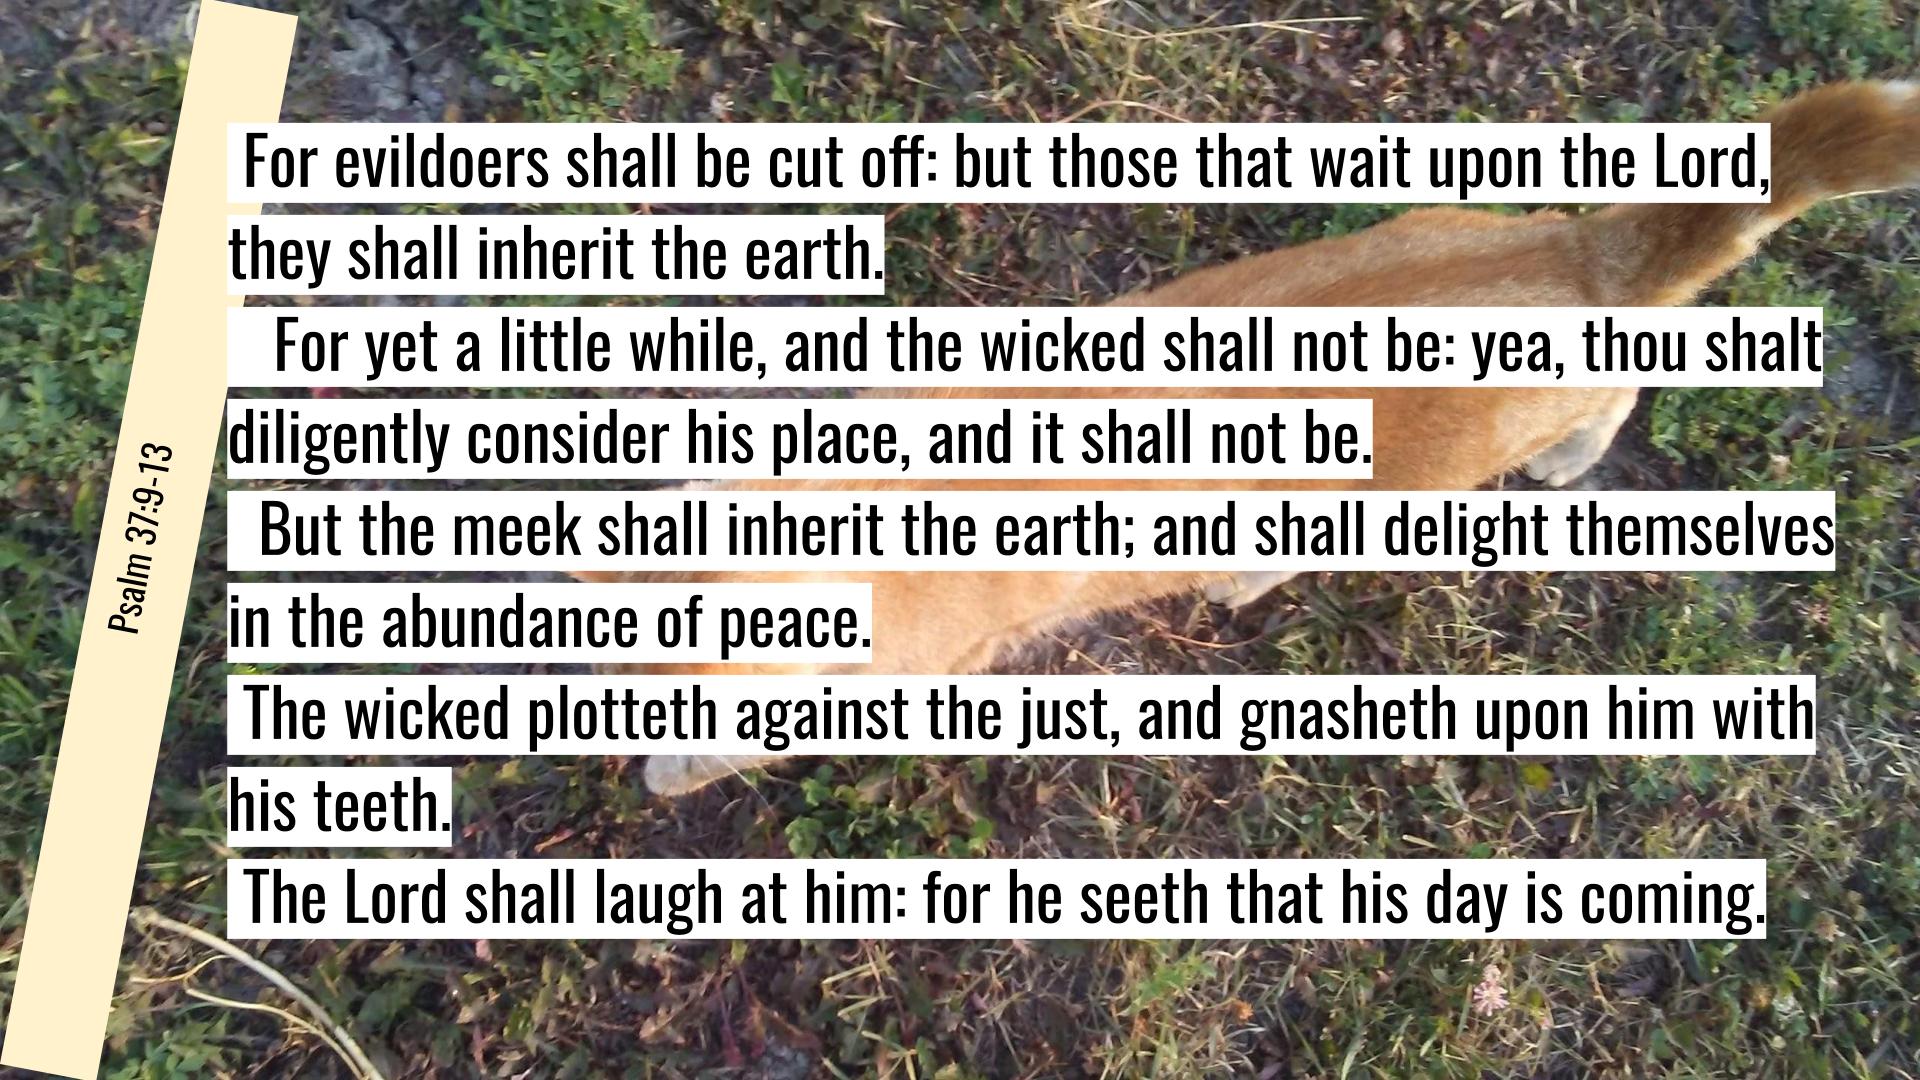 For evildoers shall be cut off: but those that wait upon the Lord,
they shall inherit the earth.
For yet a little while, and the wicked shall not be: yea, thou shalt
diligently consider his place, and it shall not be.
But the meek shall inherit the earth; and shall delight themselves
in the abundance of peace.
The wicked plotteth against the just, and gnasheth upon him with
his teeth.
The Lord shall laugh at him: for he seeth that his day is coming.
Psalm 37:9-13